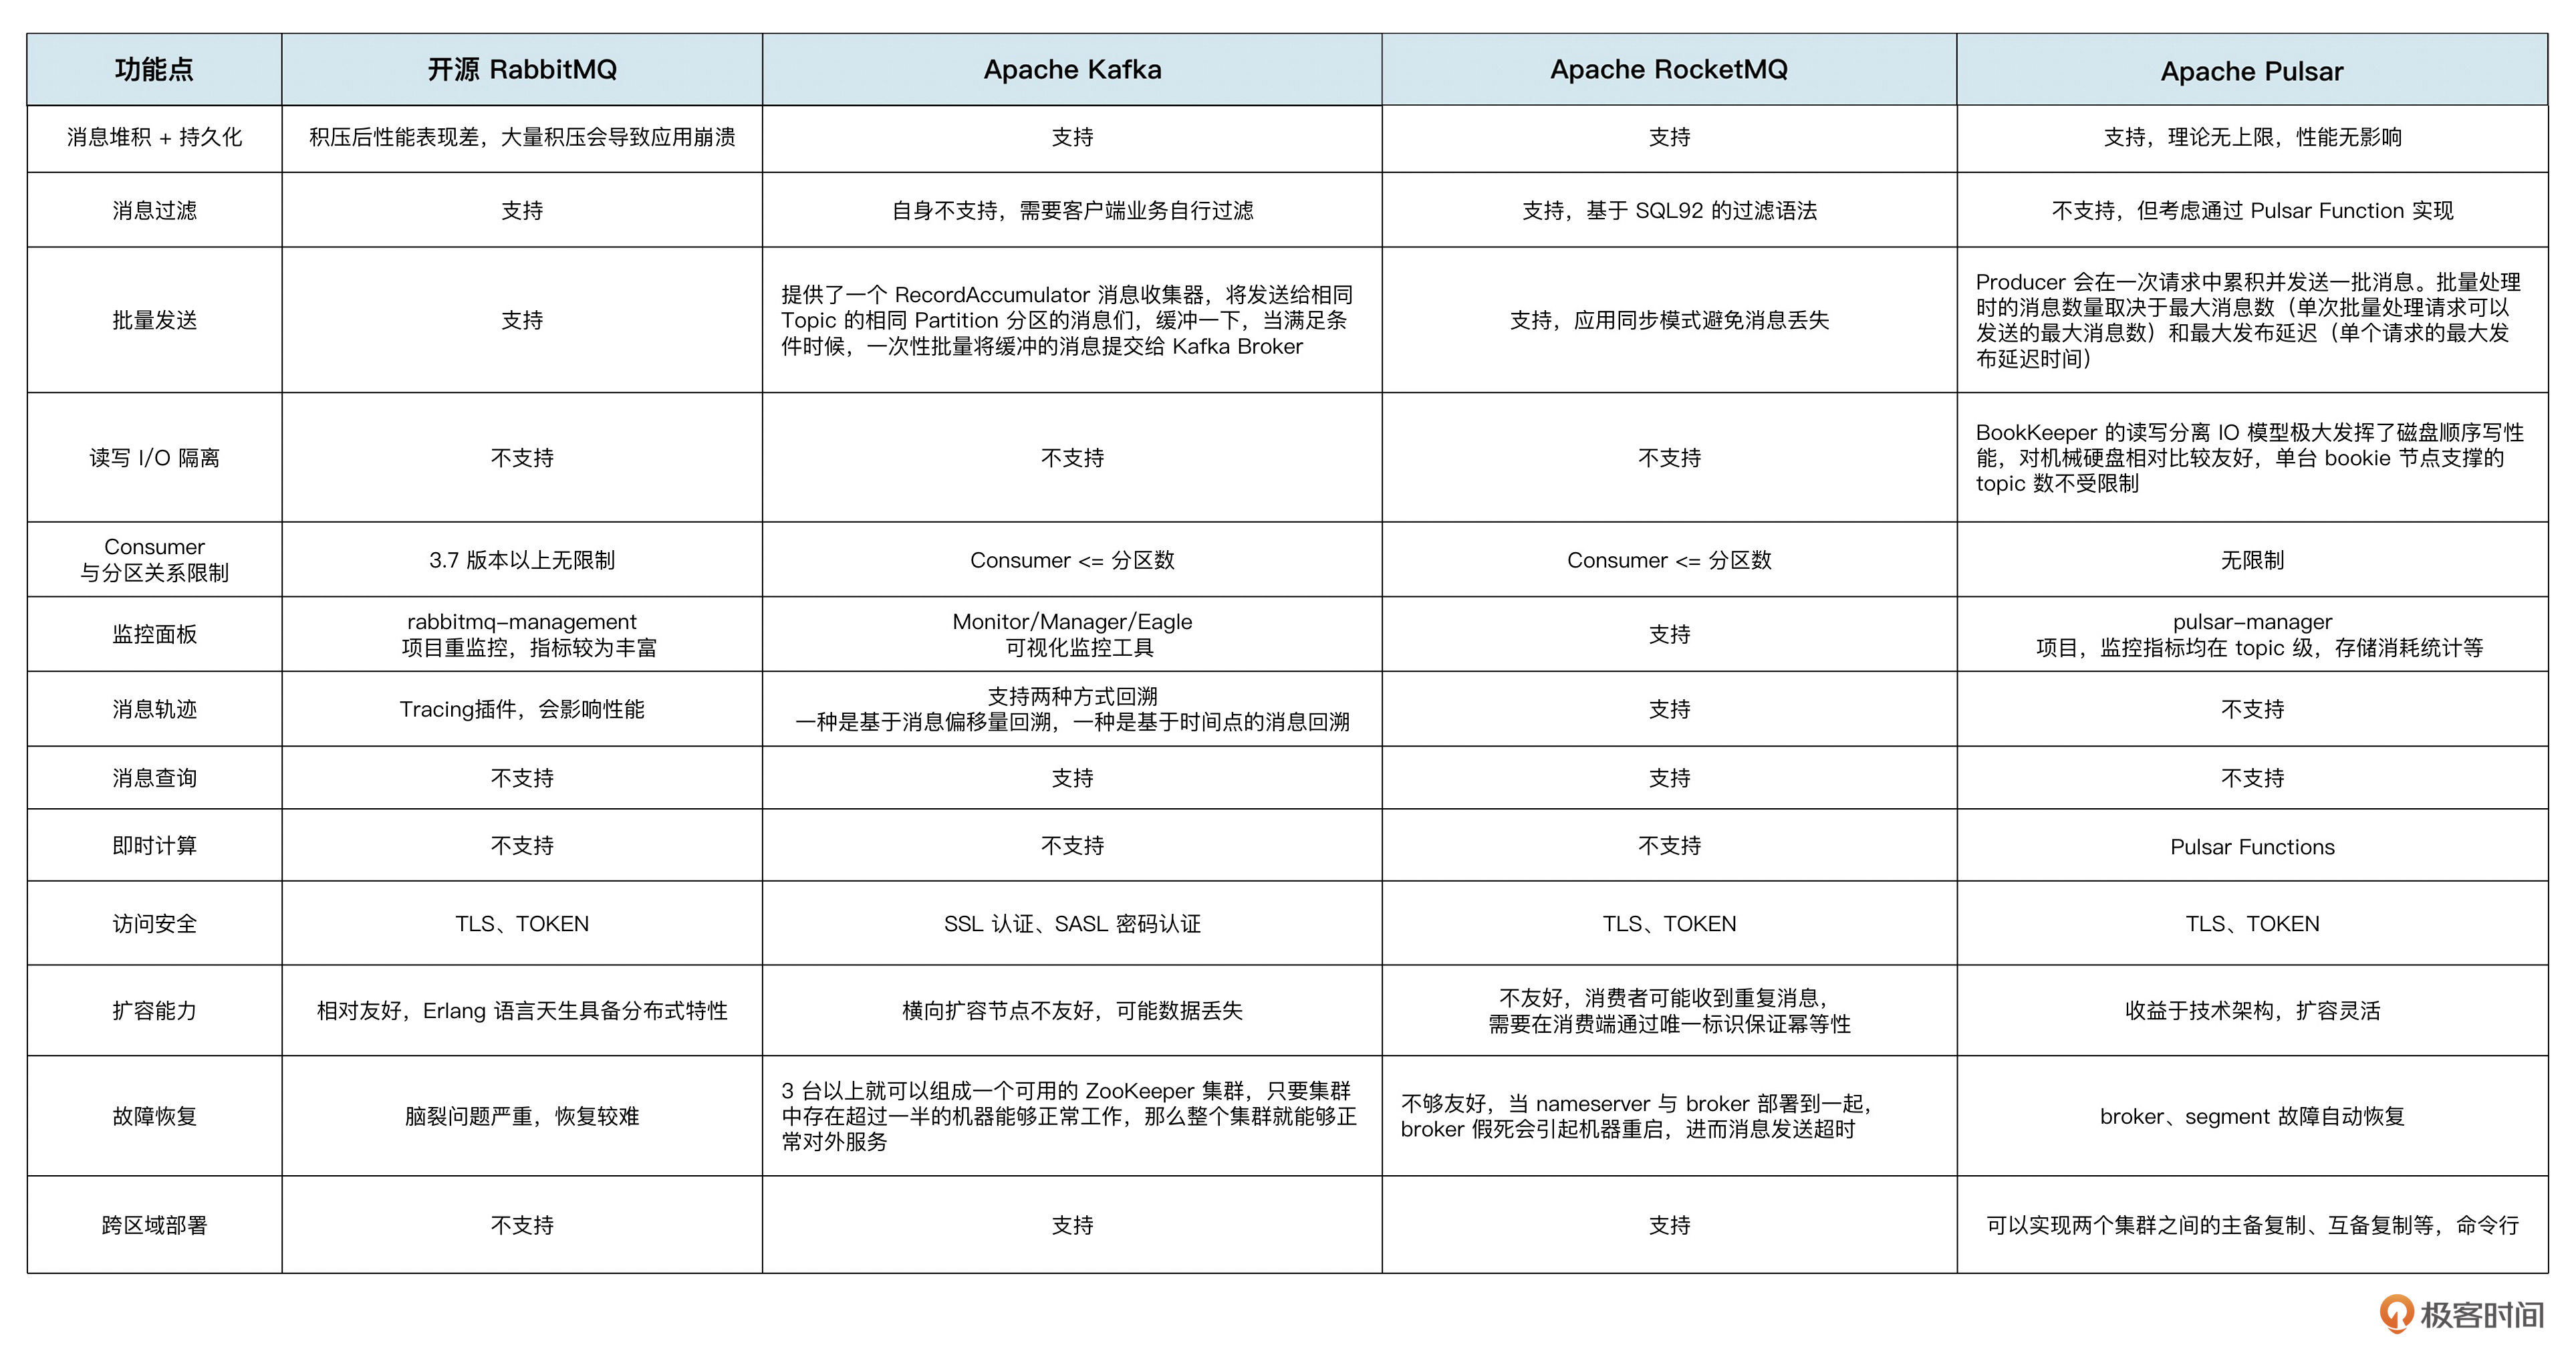 功能点
开源 RabbitMQ
Apache Kafka
Apache RocketMQ
Apache Pulsar
消息堆积 + 持久化
积压后性能表现差，大量积压会导致应用崩溃
支持
支持
支持，理论无上限，性能无影响
消息过滤
支持
自身不支持，需要客户端业务自行过滤
支持，基于 SQL92 的过滤语法
不支持，但考虑通过 Pulsar Function 实现
批量发送
支持
提供了一个 RecordAccumulator 消息收集器，将发送给相同
Topic 的相同 Partition 分区的消息们，缓冲一下，当满足条
件时候，一次性批量将缓冲的消息提交给 Kafka Broker
支持，应用同步模式避免消息丢失
Producer 会在一次请求中累积并发送一批消息。批量处理
时的消息数量取决于最大消息数（单次批量处理请求可以
发送的最大消息数）和最大发布延迟（单个请求的最大发
布延迟时间）
读写 I/O 隔离
不支持
不支持
不支持
BookKeeper 的读写分离 IO 模型极大发挥了磁盘顺序写性
能，对机械硬盘相对比较友好，单台 bookie 节点支撑的
topic 数不受限制
Consumer
与分区关系限制
3.7 版本以上无限制
Consumer <= 分区数
Consumer <= 分区数
无限制
监控面板
rabbitmq-management
项目重监控，指标较为丰富
Monitor/Manager/Eagle
可视化监控工具
支持
pulsar-manager
项目，监控指标均在 topic 级，存储消耗统计等
消息轨迹
Tracing插件，会影响性能
支持两种方式回溯
一种是基于消息偏移量回溯，一种是基于时间点的消息回溯
支持
不支持
消息查询
不支持
支持
支持
不支持
即时计算
不支持
不支持
不支持
Pulsar Functions
访问安全
TLS、TOKEN
SSL 认证、SASL 密码认证
TLS、TOKEN
TLS、TOKEN
扩容能力
相对友好，Erlang 语言天生具备分布式特性
横向扩容节点不友好，可能数据丢失
不友好，消费者可能收到重复消息，
需要在消费端通过唯一标识保证幂等性
收益于技术架构，扩容灵活
故障恢复
脑裂问题严重，恢复较难
3 台以上就可以组成一个可用的 ZooKeeper 集群，只要集群
中存在超过一半的机器能够正常工作，那么整个集群就能够正
常对外服务
不够友好，当 nameserver 与 broker 部署到一起，
broker 假死会引起机器重启，进而消息发送超时
broker、segment 故障自动恢复
跨区域部署
不支持
支持
支持
可以实现两个集群之间的主备复制、互备复制等，命令行
极客时间